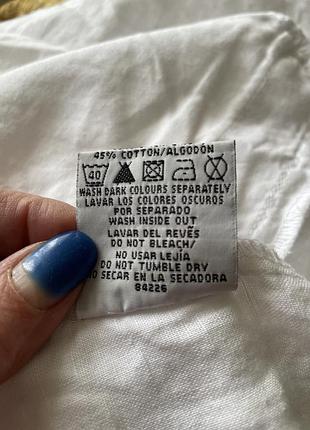 45% COTTON/ALGODÓN
40
WASH DARK COLOURS SEPARATELY
LAVAR LOS COLORES OSCUROS
POR SEPARADO
WASH INSIDE OUT
LAVAR DEL REVÉS
DO NOT BLEACH/
NO USAR LEJÍA
DO NOT TUMBLE DRY
NO SECAR EN LA SECADORA
84226